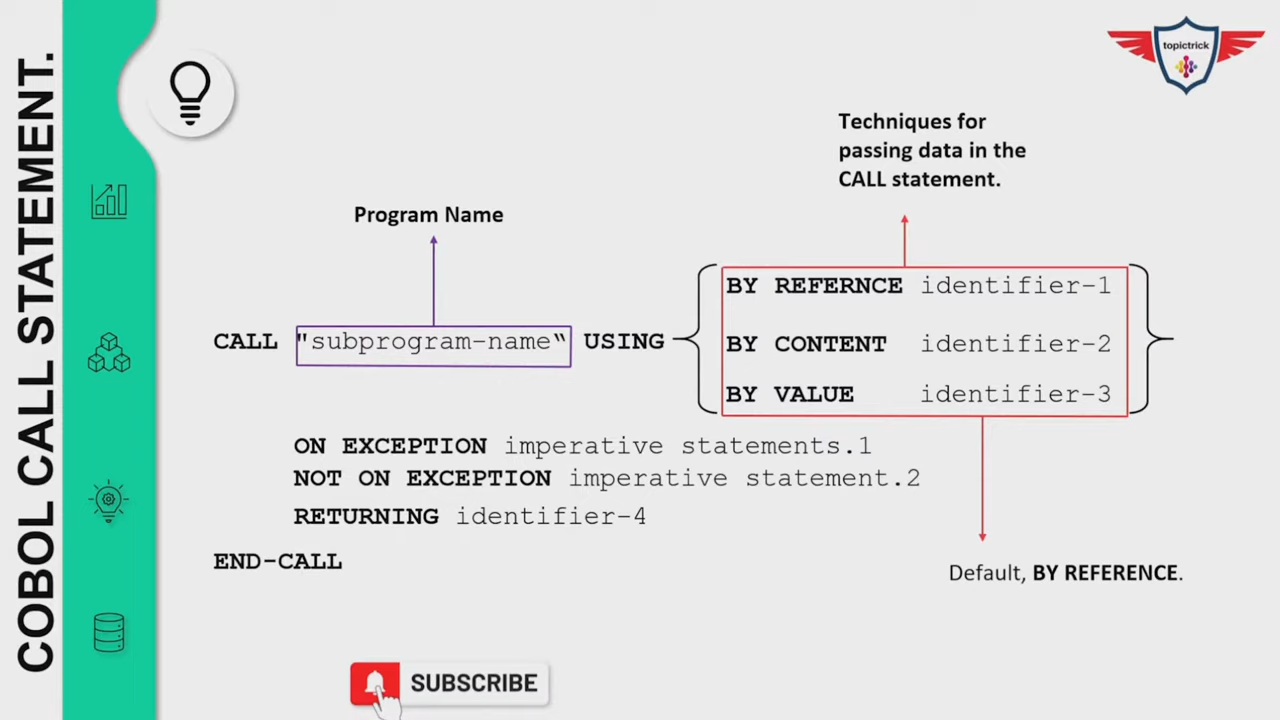 COBOL CALL STATEMENT.
topictrick
Techniques for
passing data in the
CALL statement.
Program Name
CALL "subprogram-name“ USING
BY REFERNCE identifier-1
BY CONTENT identifier-2
BY VALUE identifier-3
ON EXCEPTION imperative statements.1
NOT ON EXCEPTION imperative statement.2
RETURNING identifier-4
END-CALL
Default, BY REFERENCE.
SUBSCRIBE